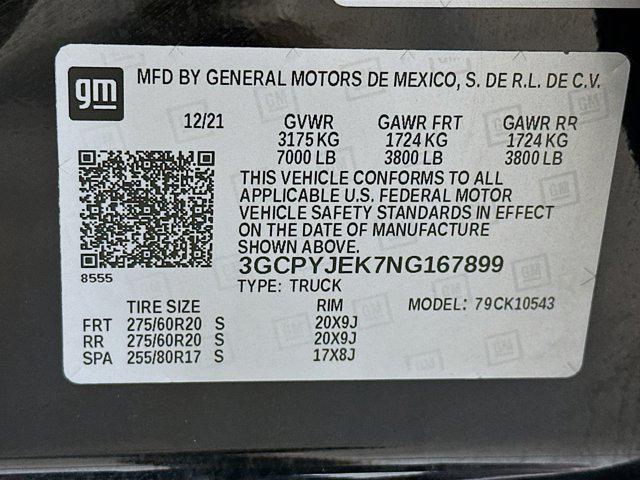 gm
MFD BY GENERAL MOTORS DE MEXICO, S. DE R.L. DE C.V.
12/21 GVWR GAWR FRT GAWR RR
3175 KG 1724 KG 1724 KG
7000 LB 3800 LB 3800 LB
THIS VEHICLE CONFORMS TO ALL
APPLICABLE U.S. FEDERAL MOTOR
VEHICLE SAFETY STANDARDS IN EFFECT
ON THE DATE OF MANUFACTURE
SHOWN ABOVE.
3GCPYJEK7NG167899
8555 TYPE: TRUCK
TIRE SIZE RIM MODEL: 79CK10543
FRT 275/60R20 S 20X9J
RR 275/60R20 S 20X9J
SPA 255/80R17 S 17X8J